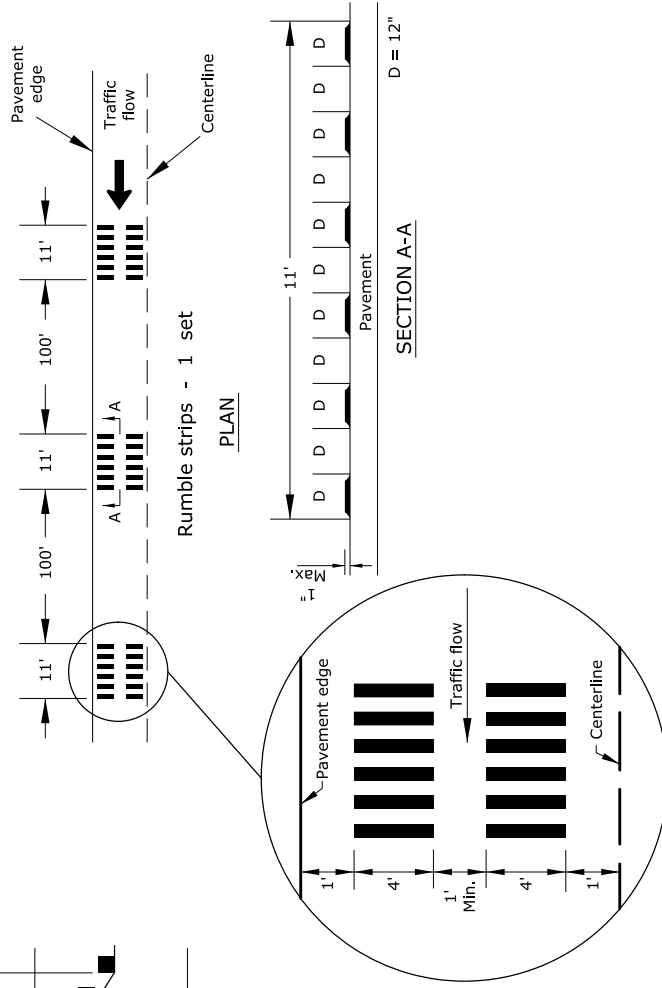 11'
100'
11'
100'
11'
Pavement
edge
Traffic
flow
A
A
Centerline
Rumble strips - 1 set
PLAN
11'
D D D D D D D D D D D
1"
Max.
Pavement
D = 12"
SECTION A-A
Pavement edge
1'
4'
1'
Min.
4'
1'
Traffic flow
Centerline